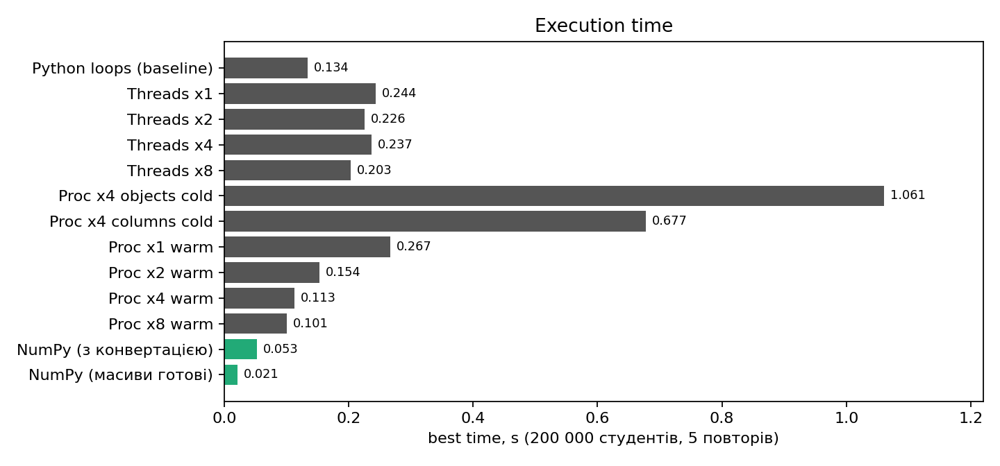 Execution time
Python loops (baseline) 0.134
Threads x1 0.244
Threads x2 0.226
Threads x4 0.237
Threads x8 0.203
Proc x4 objects cold 1.061
Proc x4 columns cold 0.677
Proc x1 warm 0.267
Proc x2 warm 0.154
Proc x4 warm 0.113
Proc x8 warm 0.101
NumPy (з конвертацією) 0.053
NumPy (масиви готові) 0.021
0.0 0.2 0.4 0.6 0.8 1.0 1.2
best time, s (200 000 студентів, 5 повторів)